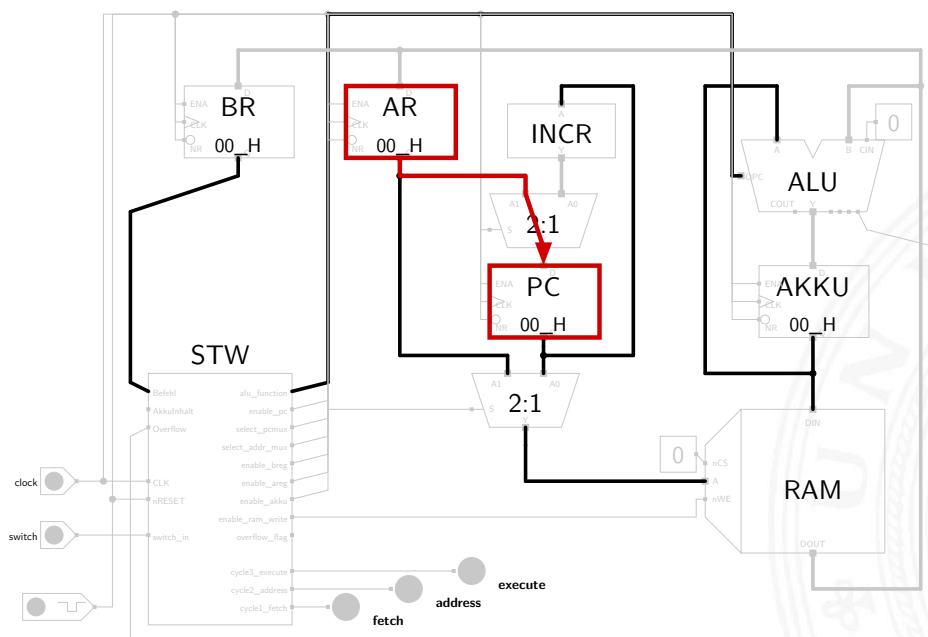 BR
D
ENA
CLK
NR
00_H
AR
D
ENA
CLK
NR
00_H
A
INCR
Y
A1
A0
S
2:1
D
PC
ENA
CLK
NR
00_H
A1
A0
S
2:1
Y
0
A
B
CIN
OPC
ALU
COUT
Y
D
AKKU
ENA
CLK
NR
00_H
STW
Befehl
AkkuInhalt
Overflow
CLK
nRESET
switch_in
alu_function
enable_pc
select_pcmux
select_addr_mux
enable_breg
enable_areg
enable_akku
enable_ram_write
overflow_flag
cycle3_execute
cycle2_address
cycle1_fetch
clock
switch
execute
address
fetch
0
DIN
nCS
A
nWE
RAM
DOUT
U N